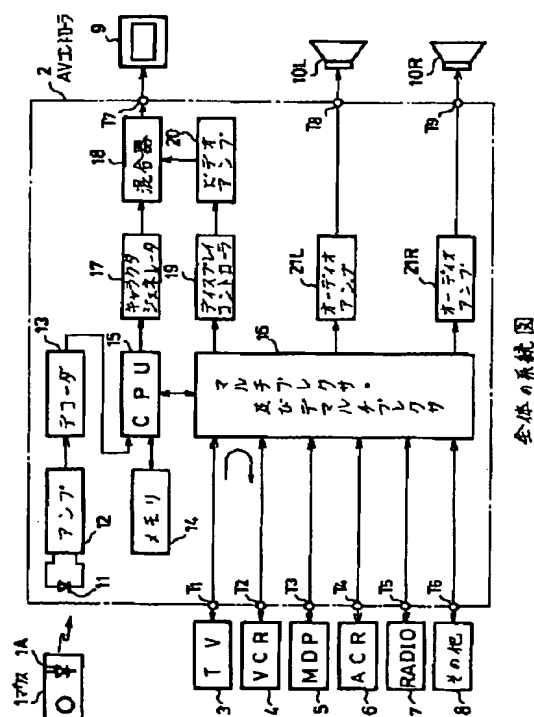 1マウス
1A
11
アンプ
12
デコーダ
13
メモリ
14
CPU
15
キャラクタ
ジェネレータ
17
混合器
18
T7
2
AVコントローラ
9
ディスプレイ
コントローラ
19
ビデオ
アンプ
20
マルチプレクサ・
及びデマルチプレクサ
16
オーディオ
アンプ
21L
T8
10L
オーディオ
アンプ
21R
T9
10R
TV
3
T1
VCR
4
T2
MDP
5
T3
ACR
6
T4
RADIO
7
T5
その他
8
T6
全体の系統図